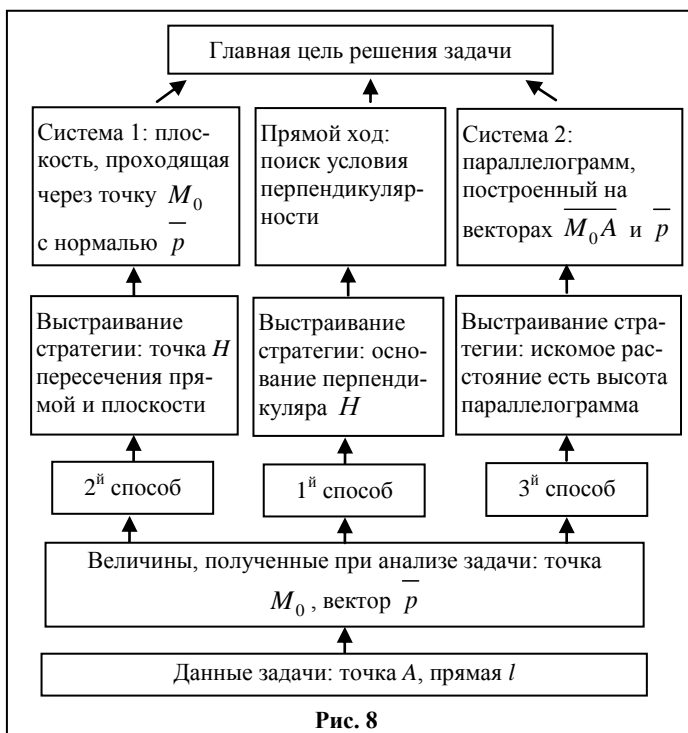 Главная цель решения задачи
Система 1: плос-
кость, проходящая
через точку M₀
с нормалью p̅
Прямой ход:
поиск условия
перпендикуляр-
ности
Система 2:
параллелограмм,
построенный на
векторах M₀A̅ и p̅
Выстраивание
стратегии: точка H
пересечения пря-
мой и плоскости
Выстраивание
стратегии: осно-
вание перпенди-
куляра H
Выстраивание стра-
тегии: искомое рас-
стояние есть высота
параллелограмма
2ᴽ способ
1й способ
3й способ
Величины, полученные при анализе задачи: точка
M₀ , вектор p̅
Данные задачи: точка A, прямая l
Рис. 8